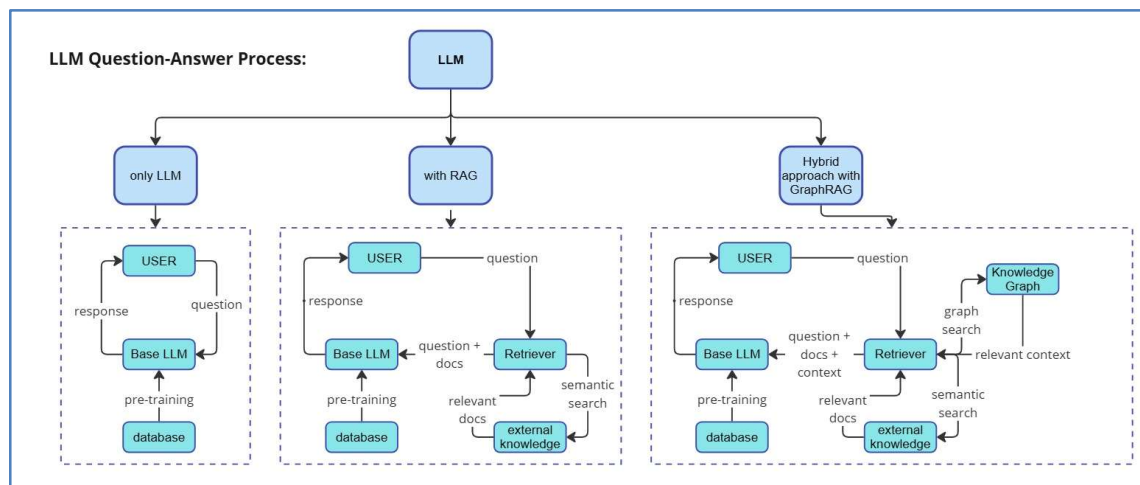 LLM Question-Answer Process:
LLM
only LLM
with RAG
Hybrid
approach with
GraphRAG
USER
response
question
Base LLM
pre-training
database
USER
question
response
Base LLM
question +
docs
Retriever
pre-training
relevant
docs
semantic
search
database
external
knowledge
USER
question
Knowledge
Graph
response
graph
search
Base LLM
question +
docs +
context
Retriever
relevant context
pre-training
relevant
docs
semantic
search
database
external
knowledge